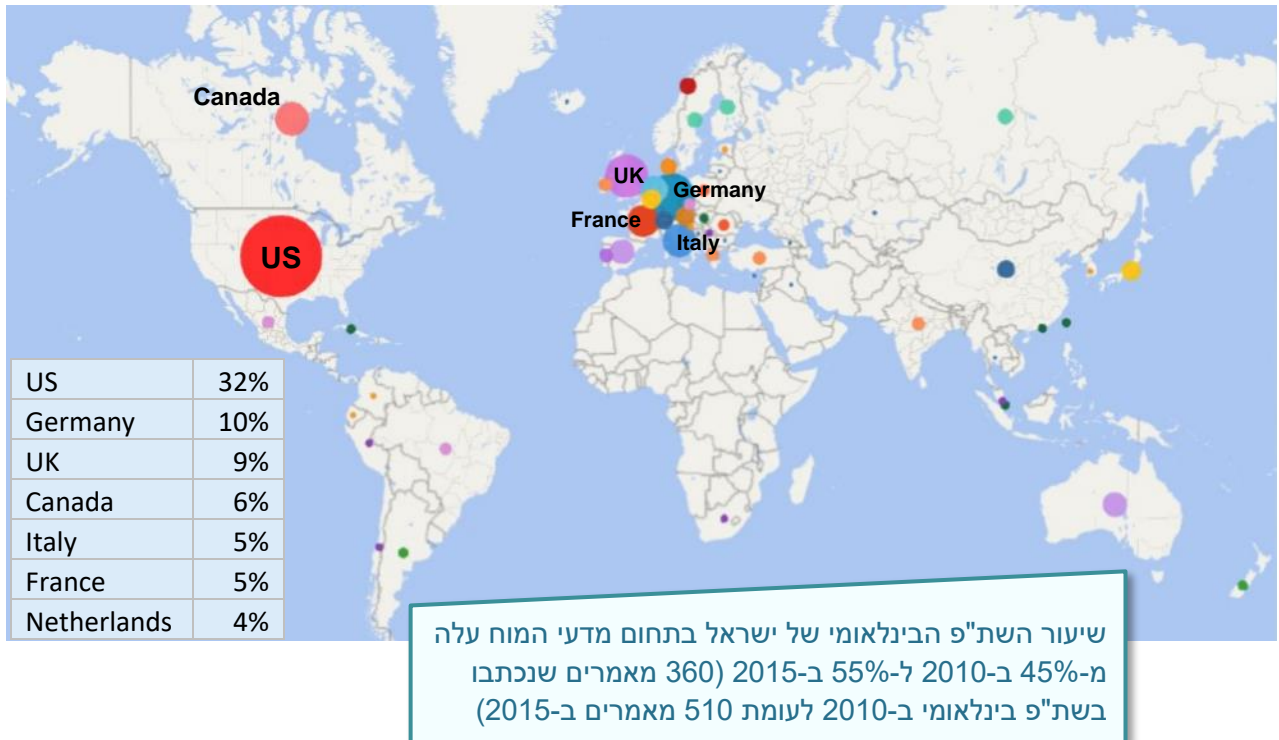 Canada
UK
Germany
France
Italy
US
US 32%
Germany 10%
UK 9%
Canada 6%
Italy 5%
France 5%
Netherlands 4%
שיעור השת"פ הבינלאומי של ישראל בתחום מדעי המוח עלה
מ-45% ב-2010 ל-55% ב-2015 (360 מאמרים שנכתבו
בשת"פ בינלאומי ב-2010 לעומת 510 מאמרים ב-2015)